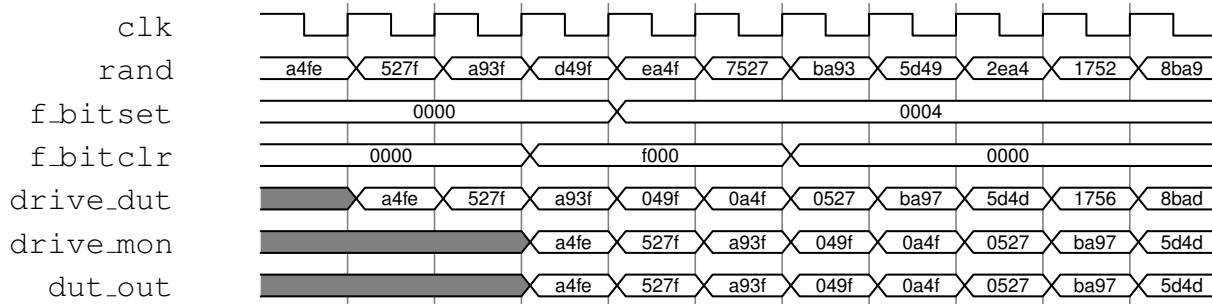 clk
rand a4fe 527f a93f d49f ea4f 7527 ba93 5d49 2ea4 1752 8ba9
f_bitset 0000 0004
f_bitclr 0000 f000 0000
drive_dut a4fe 527f a93f 049f 0a4f 0527 ba97 5d4d 1756 8bad
drive_mon a4fe 527f a93f 049f 0a4f 0527 ba97 5d4d
dut_out a4fe 527f a93f 049f 0a4f 0527 ba97 5d4d